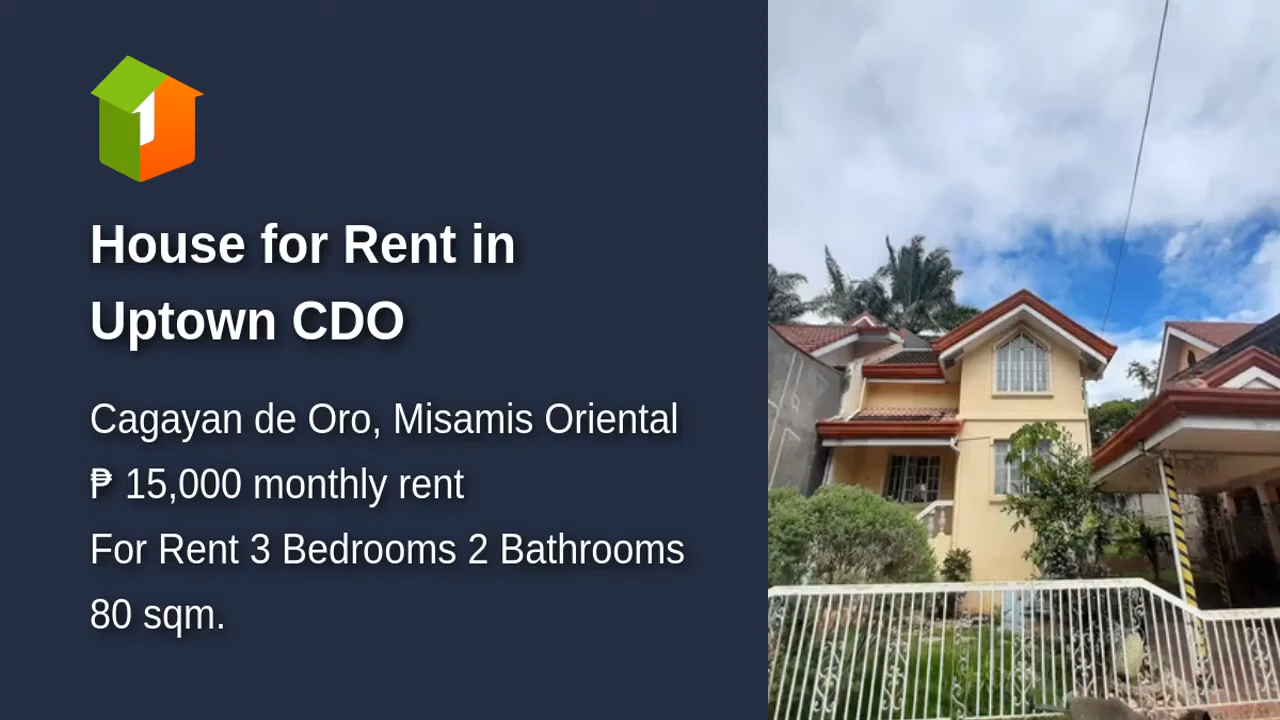 House for Rent in
Uptown CDO
Cagayan de Oro, Misamis Oriental
₱ 15,000 monthly rent
For Rent 3 Bedrooms 2 Bathrooms
80 sqm.